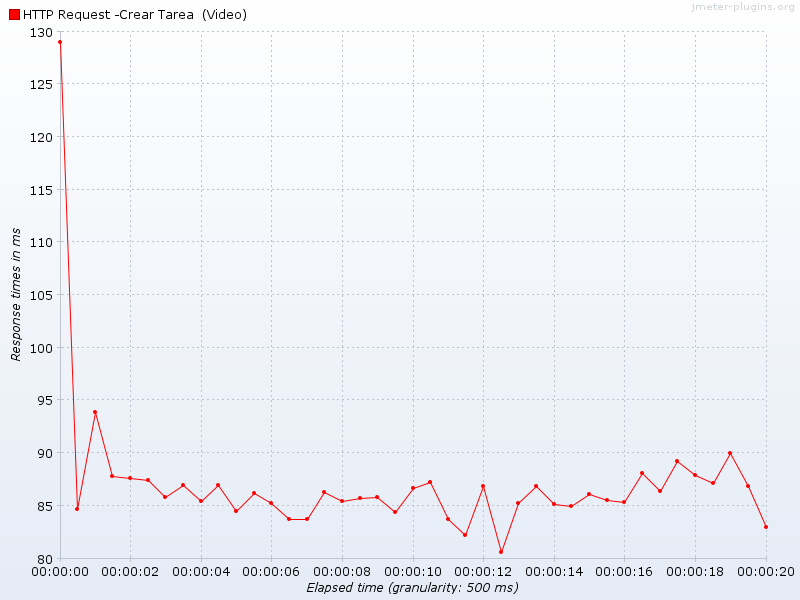 jmeter-plugins.org
HTTP Request -Crear Tarea  (Video)
130
125
120
115
110
105
100
95
90
85
80
Response times in ms
00:00:00 00:00:02 00:00:04 00:00:06 00:00:08 00:00:10 00:00:12 00:00:14 00:00:16 00:00:18 00:00:20
Elapsed time (granularity: 500 ms)